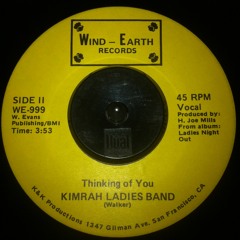 WIND - EARTH
RECORDS
SIDE II
WE-999
W. Evans
Publishing/BMI
Time: 3:53
45 RPM
Vocal
Produced by:
H. Joe Mills
From album:
Ladies Night
Out
Thinking of You
KIMRAH LADIES BAND
(Walker)
K&K Productions 1347 Gilman Ave, San Francisco, CA